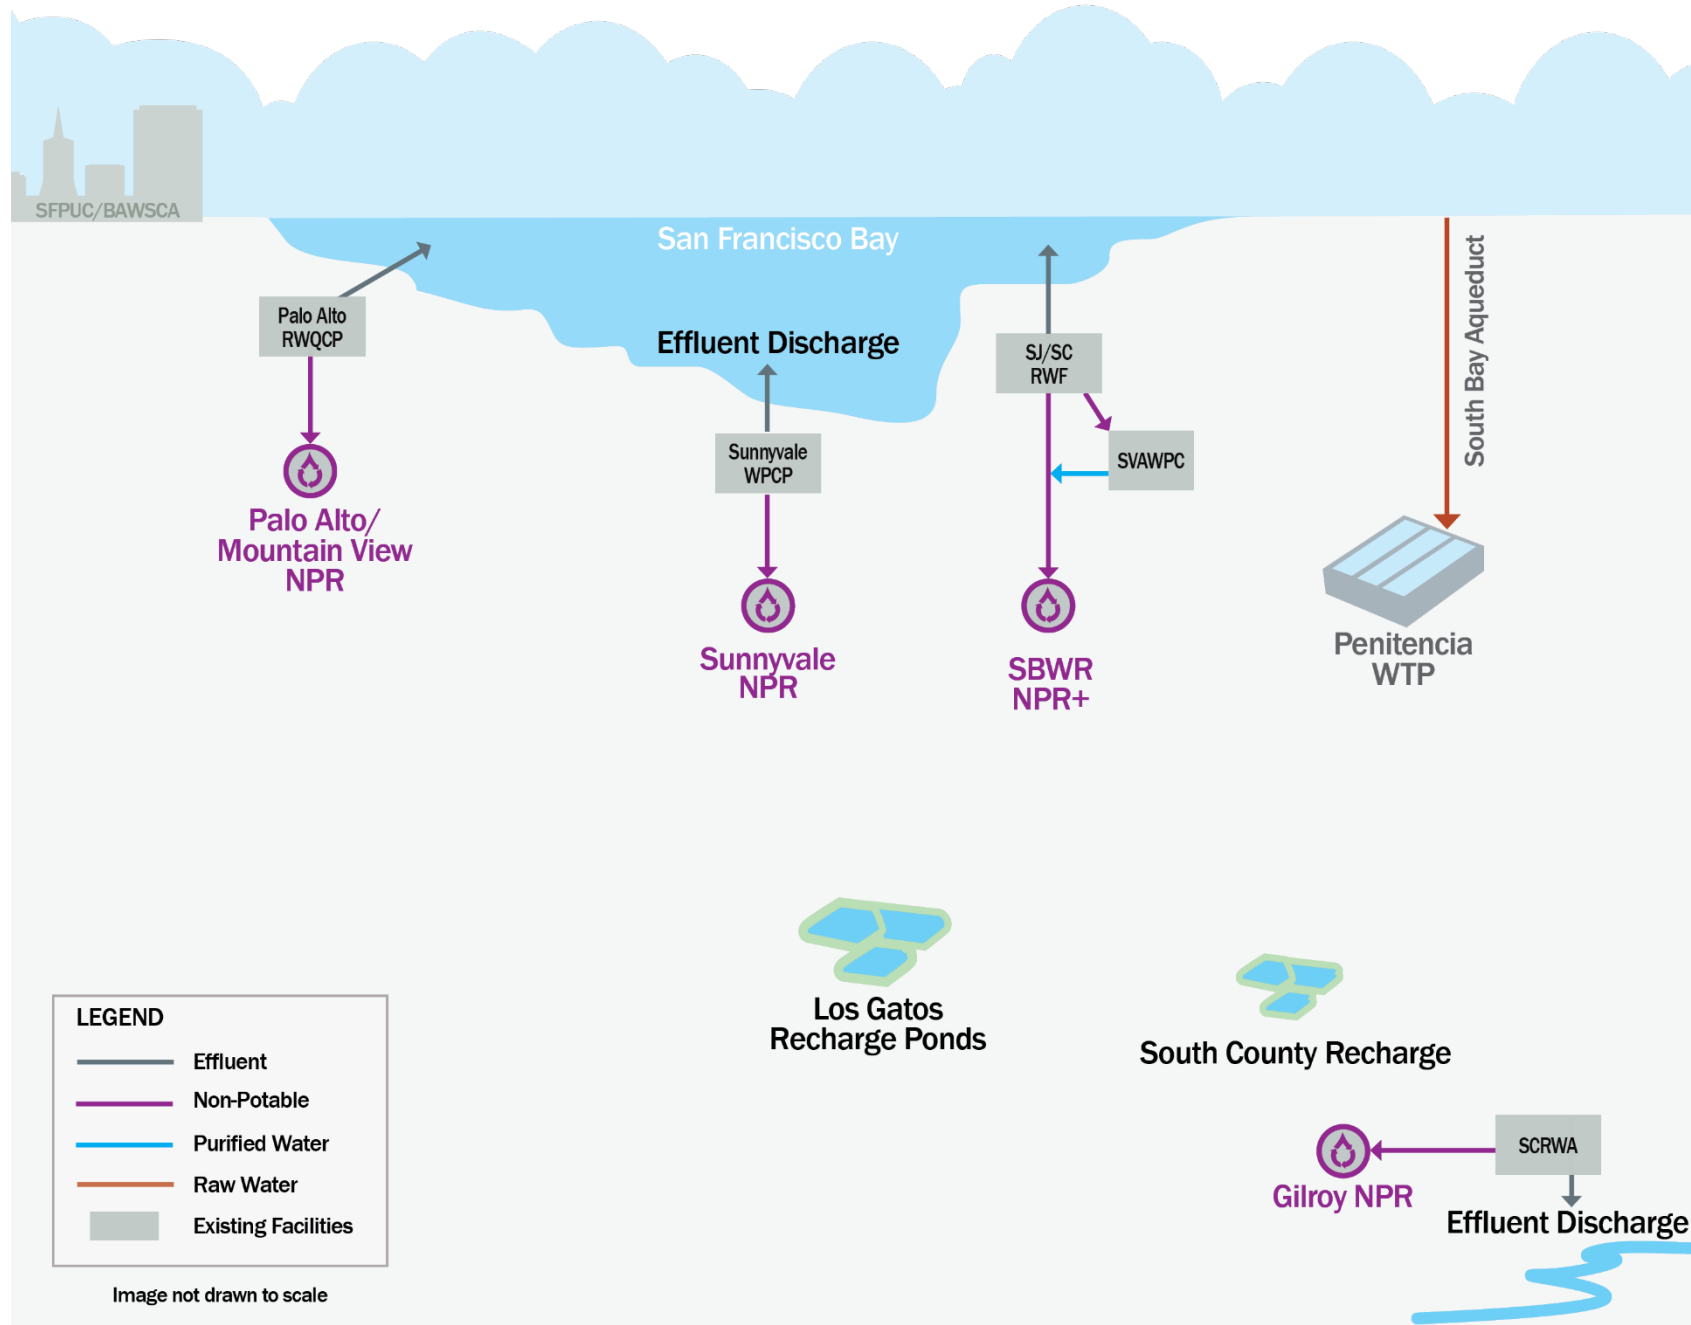 SFPUC/BAWSCA
San Francisco Bay
South Bay Aqueduct
Palo Alto
RWQCP
Effluent Discharge
SJ/SC
RWF
Sunnyvale
WPCP
SVAWPC
Palo Alto/
Mountain View
NPR
Sunnyvale
NPR
SBWR
NPR+
Penitencia
WTP
Los Gatos
Recharge Ponds
South County Recharge
SCRWA
Gilroy NPR
Effluent Discharge
LEGEND
Effluent
Non-Potable
Purified Water
Raw Water
Existing Facilities
Image not drawn to scale